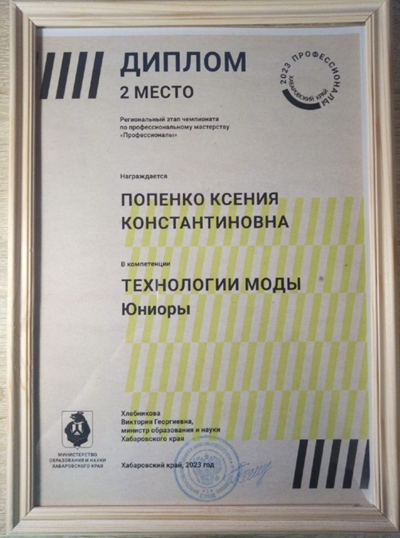 ДИПЛОМ
2 МЕСТО
Региональный этап чемпионата
по профессиональному мастерству
«Профессионалы»
2023 ПРОФЕССИОНАЛЫ
ХАБАРОВСКИЙ КРАЙ
Награждается
ПОПЕНКО КСЕНИЯ
КОНСТАНТИНОВНА
В компетенции
ТЕХНОЛОГИИ МОДЫ
Юниоры
Хлебникова
Виктория Георгиевна,
министр образования и науки
Хабаровского края
МИНИСТЕРСТВО
ОБРАЗОВАНИЯ И НАУКИ
ХАБАРОВСКОГО КРАЯ
Хабаровский край, 2023 год